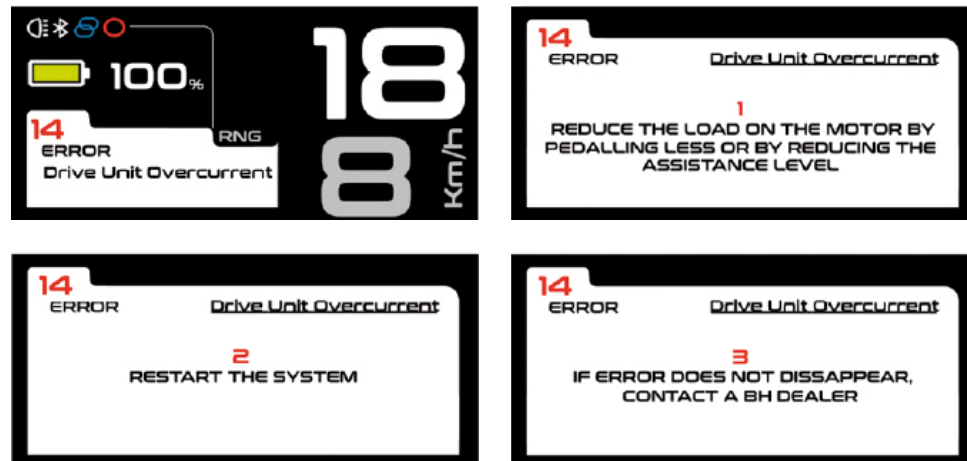 100%
18
8
Km/h
RNG
14
ERROR
Drive Unit Overcurrent
14
ERROR
Drive Unit Overcurrent
1
REDUCE THE LOAD ON THE MOTOR BY
PEDALLING LESS OR BY REDUCING THE
ASSISTANCE LEVEL
14
ERROR
Drive Unit Overcurrent
2
RESTART THE SYSTEM
14
ERROR
Drive Unit Overcurrent
3
IF ERROR DOES NOT DISSAPPEAR,
CONTACT A BH DEALER